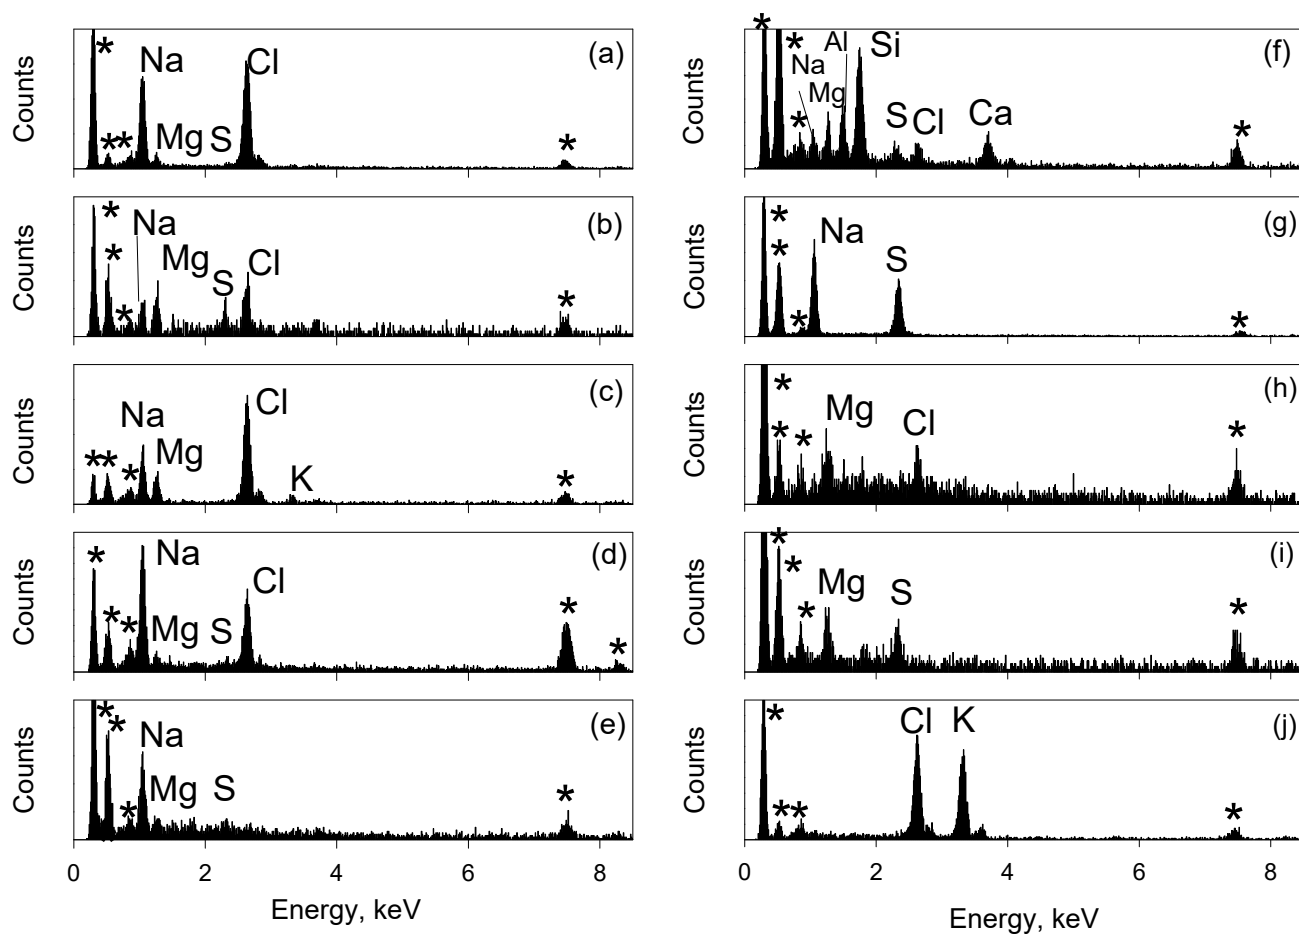 Counts
* Na Cl (a)
* * Mg S *
Counts
* Na (b)
* Mg S Cl *
*
Counts
Cl (c)
Na
* * * Mg K *
Counts
* Na (d)
Cl *
* * Mg S *
Counts
* * Na (e)
* Mg S *
0 2 4 6 8
Energy, keV
Counts
* * Al Si (f)
Na
Mg
* S Cl Ca *
Counts
* Na (g)
* S
* *
Counts
* Mg (h)
* * Cl *
Counts
* (i)
* Mg S
* *
Counts
* Cl K (j)
* * *
0 2 4 6 8
Energy, keV